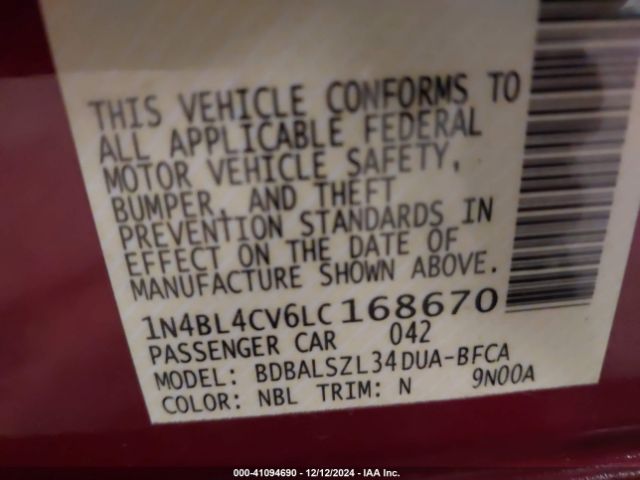 THIS VEHICLE CONFORMS TO
ALL APPLICABLE FEDERAL
MOTOR VEHICLE SAFETY,
BUMPER, AND THEFT
PREVENTION STANDARDS IN
EFFECT ON THE DATE OF
MANUFACTURE SHOWN ABOVE.
1N4BL4CV6LC168670
PASSENGER CAR 042
MODEL: BDBALSZL34DUA-BFCA
COLOR: NBL TRIM: N 9N00A
000-41094690 - 12/12/2024 - IAA Inc.